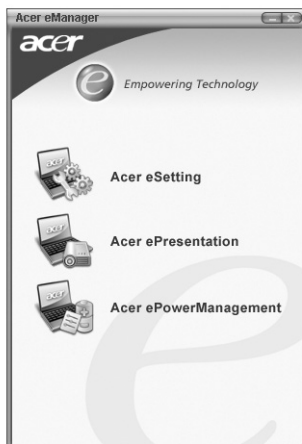 Acer eManager
acer
e Empowering Technology
Acer eSetting
Acer ePresentation
Acer ePowerManagement